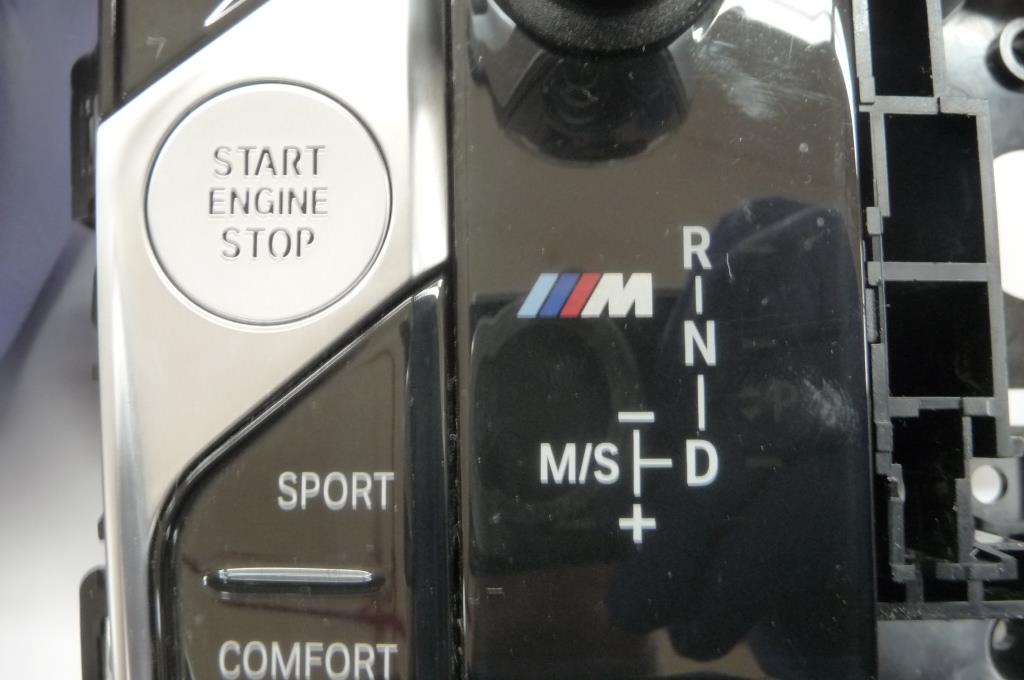 START
ENGINE
STOP
R
M
N
M/S
D
−
+
SPORT
COMFORT